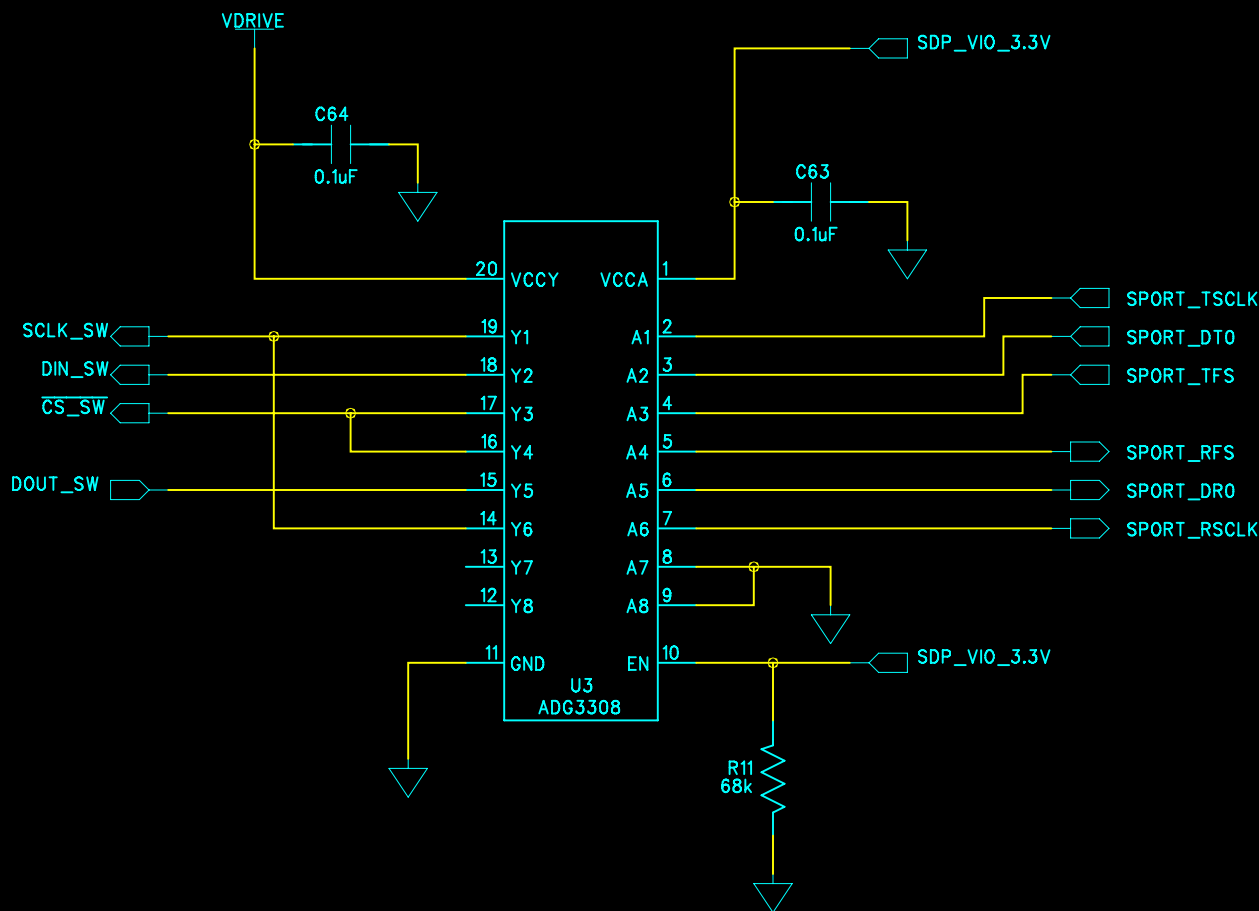 VDRIVE
SDP_VIO_3.3V
C64
0.1uF
C63
0.1uF
20 VCCY
VCCA 1
SCLK_SW
19 Y1
A1 2
SPORT_TSCLK
DIN_SW
18 Y2
A2 3
SPORT_DT0
CS_SW
17 Y3
A3 4
SPORT_TFS
16 Y4
A4 5
SPORT_RFS
DOUT_SW
15 Y5
A5 6
SPORT_DR0
14 Y6
A6 7
SPORT_RSCLK
13 Y7
A7 8
12 Y8
A8 9
11 GND
EN 10
SDP_VIO_3.3V
U3
ADG3308
R11
68k